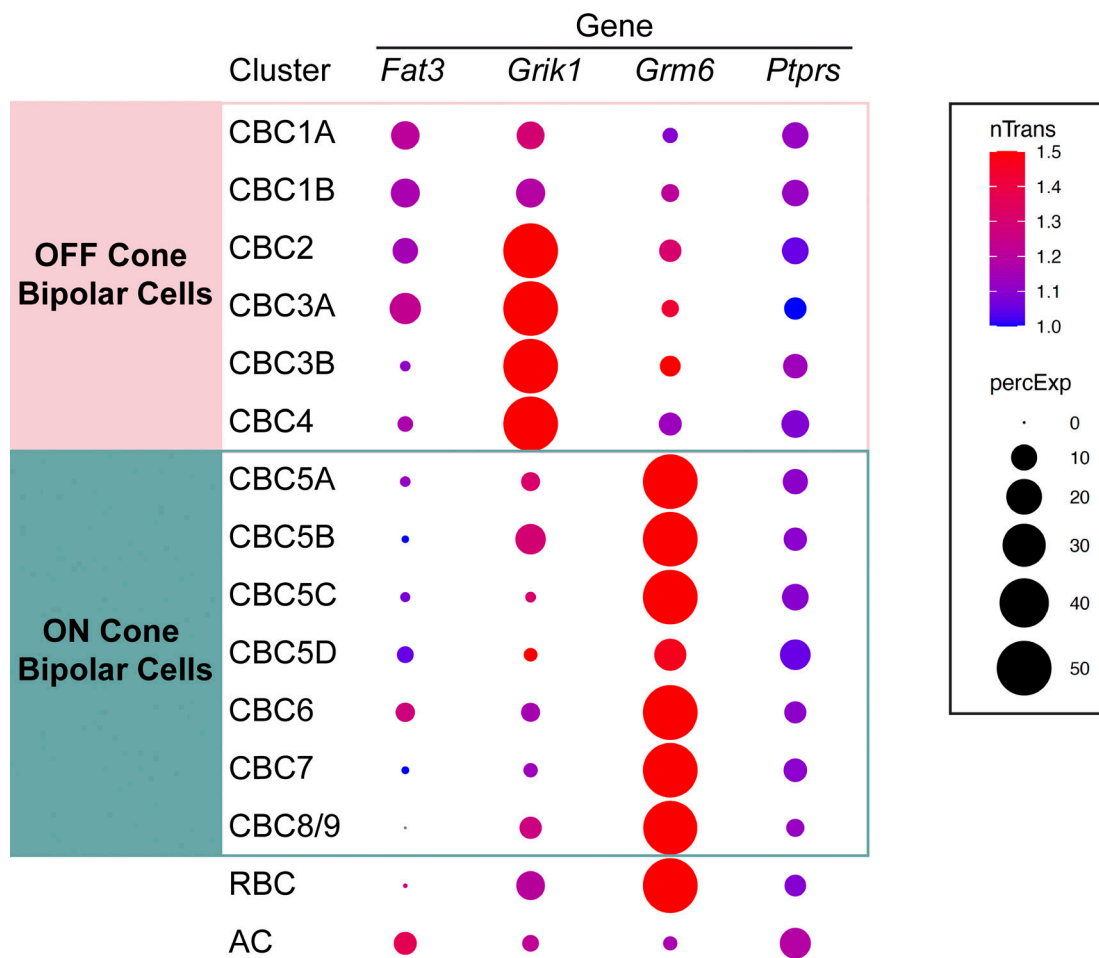 Gene
Cluster Fat3 Grik1 Grm6 Ptprs
OFF Cone
Bipolar Cells
CBC1A
CBC1B
CBC2
CBC3A
CBC3B
CBC4
ON Cone
Bipolar Cells
CBC5A
CBC5B
CBC5C
CBC5D
CBC6
CBC7
CBC8/9
RBC
AC
nTrans
1.5
1.4
1.3
1.2
1.1
1.0
percExp
0
10
20
30
40
50